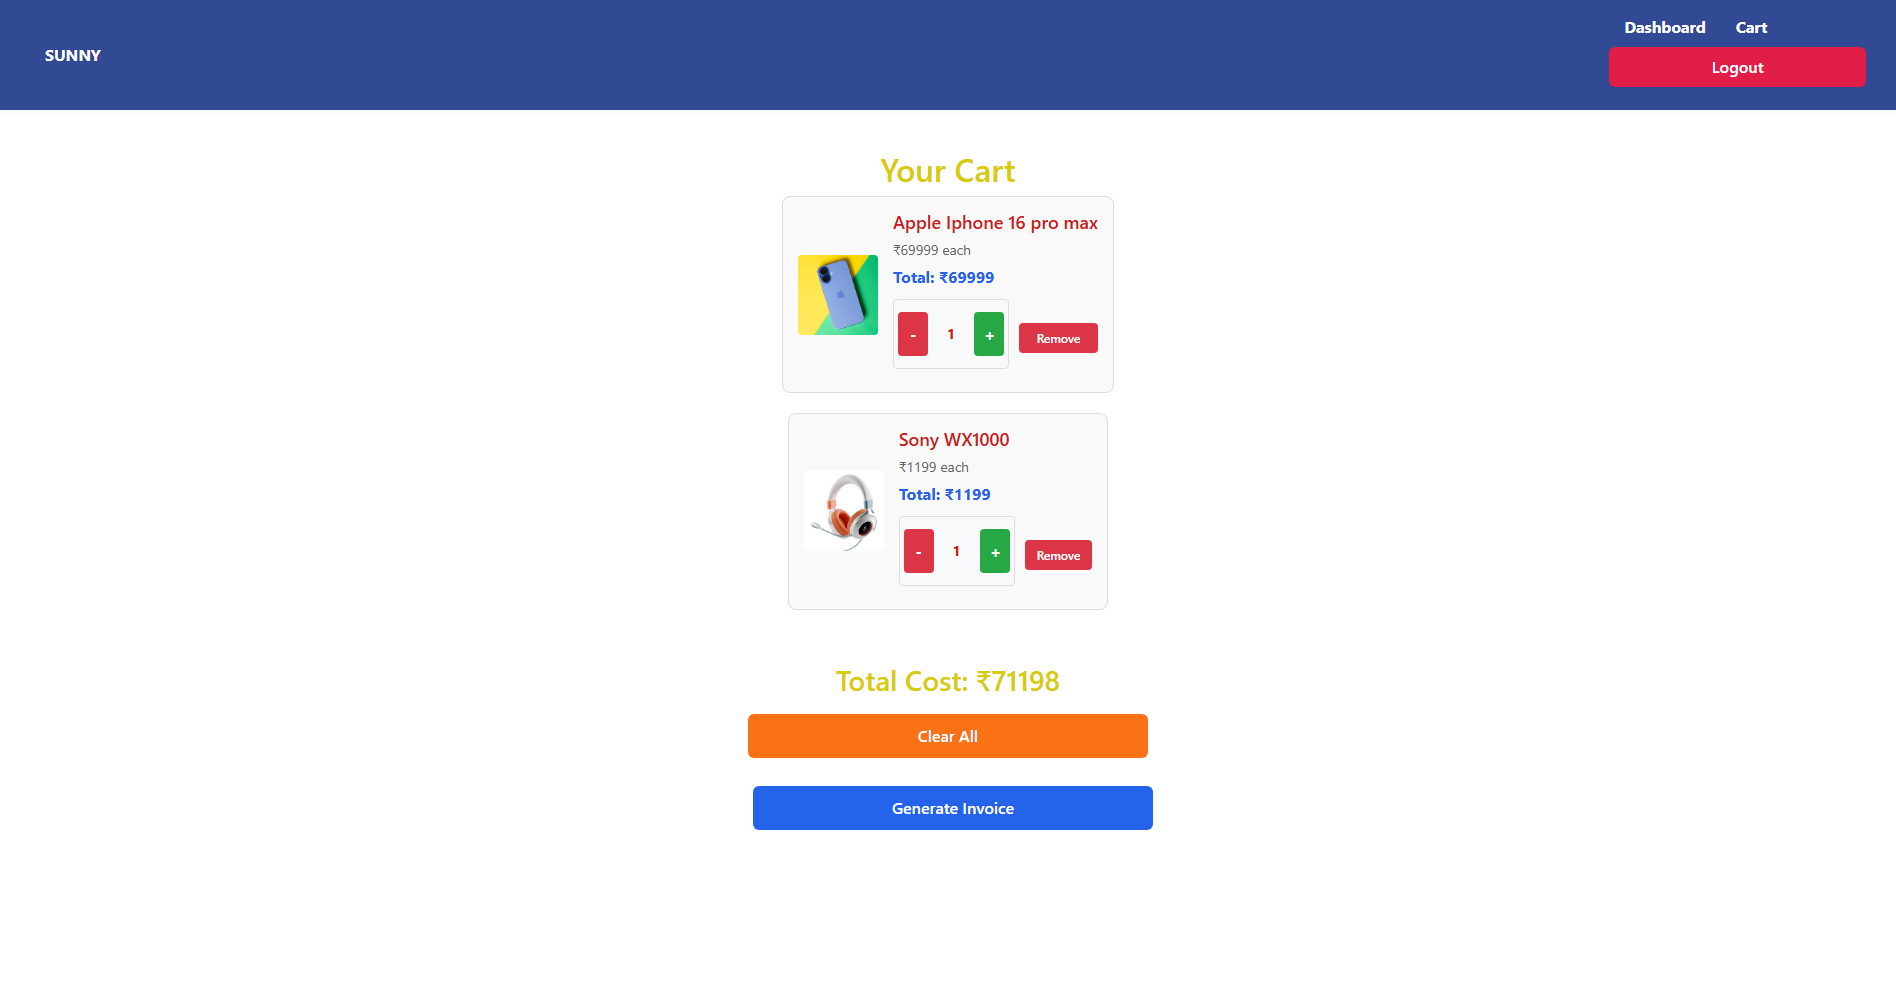 SUNNY
Dashboard Cart
Logout
Your Cart
Apple Iphone 16 pro max
₹69999 each
Total: ₹69999
- 1 +
Remove
Sony WX1000
₹1199 each
Total: ₹1199
- 1 +
Remove
Total Cost: ₹71198
Clear All
Generate Invoice